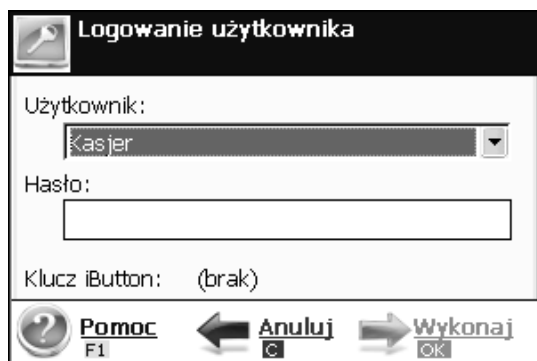 Logowanie użytkownika
Użytkownik:
Kasjer
Hasło:
Klucz iButton: (brak)
Pomoc Anuluj Wykonaj
F1 C OK